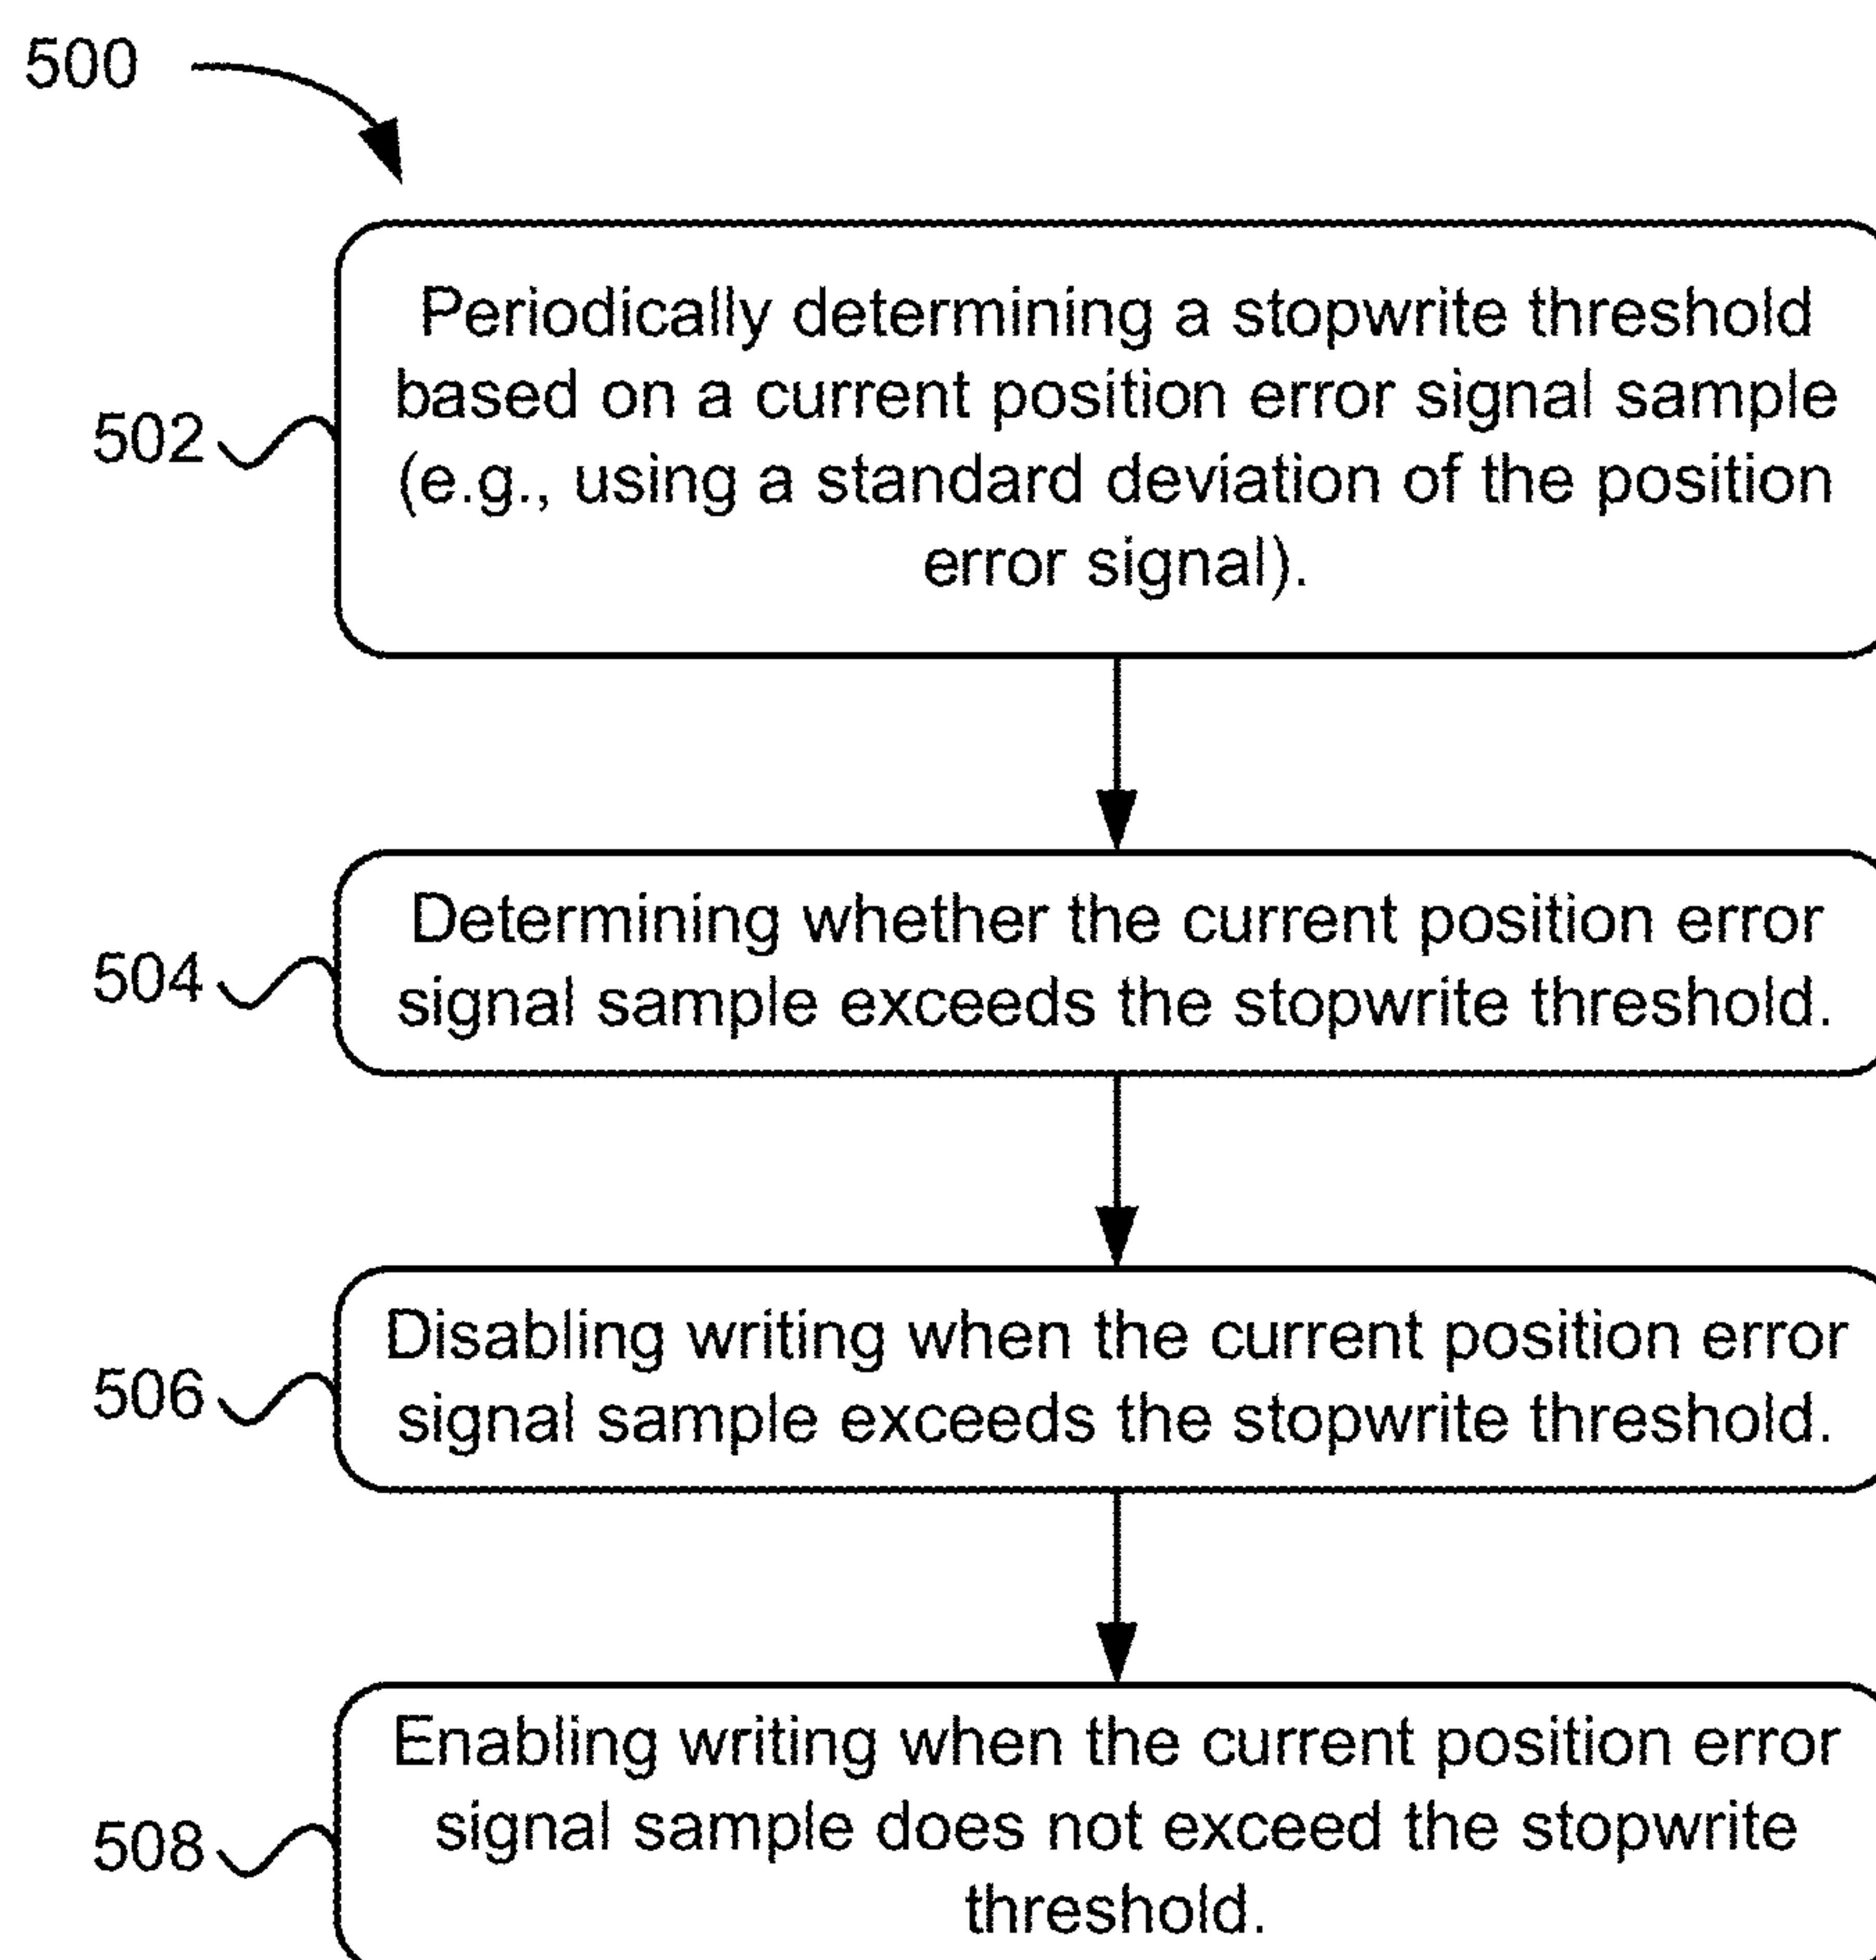 500
Periodically determining a stopwrite threshold
based on a current position error signal sample
(e.g., using a standard deviation of the position
error signal).
502
Determining whether the current position error
signal sample exceeds the stopwrite threshold.
504
Disabling writing when the current position error
signal sample exceeds the stopwrite threshold.
506
Enabling writing when the current position error
signal sample does not exceed the stopwrite
threshold.
508